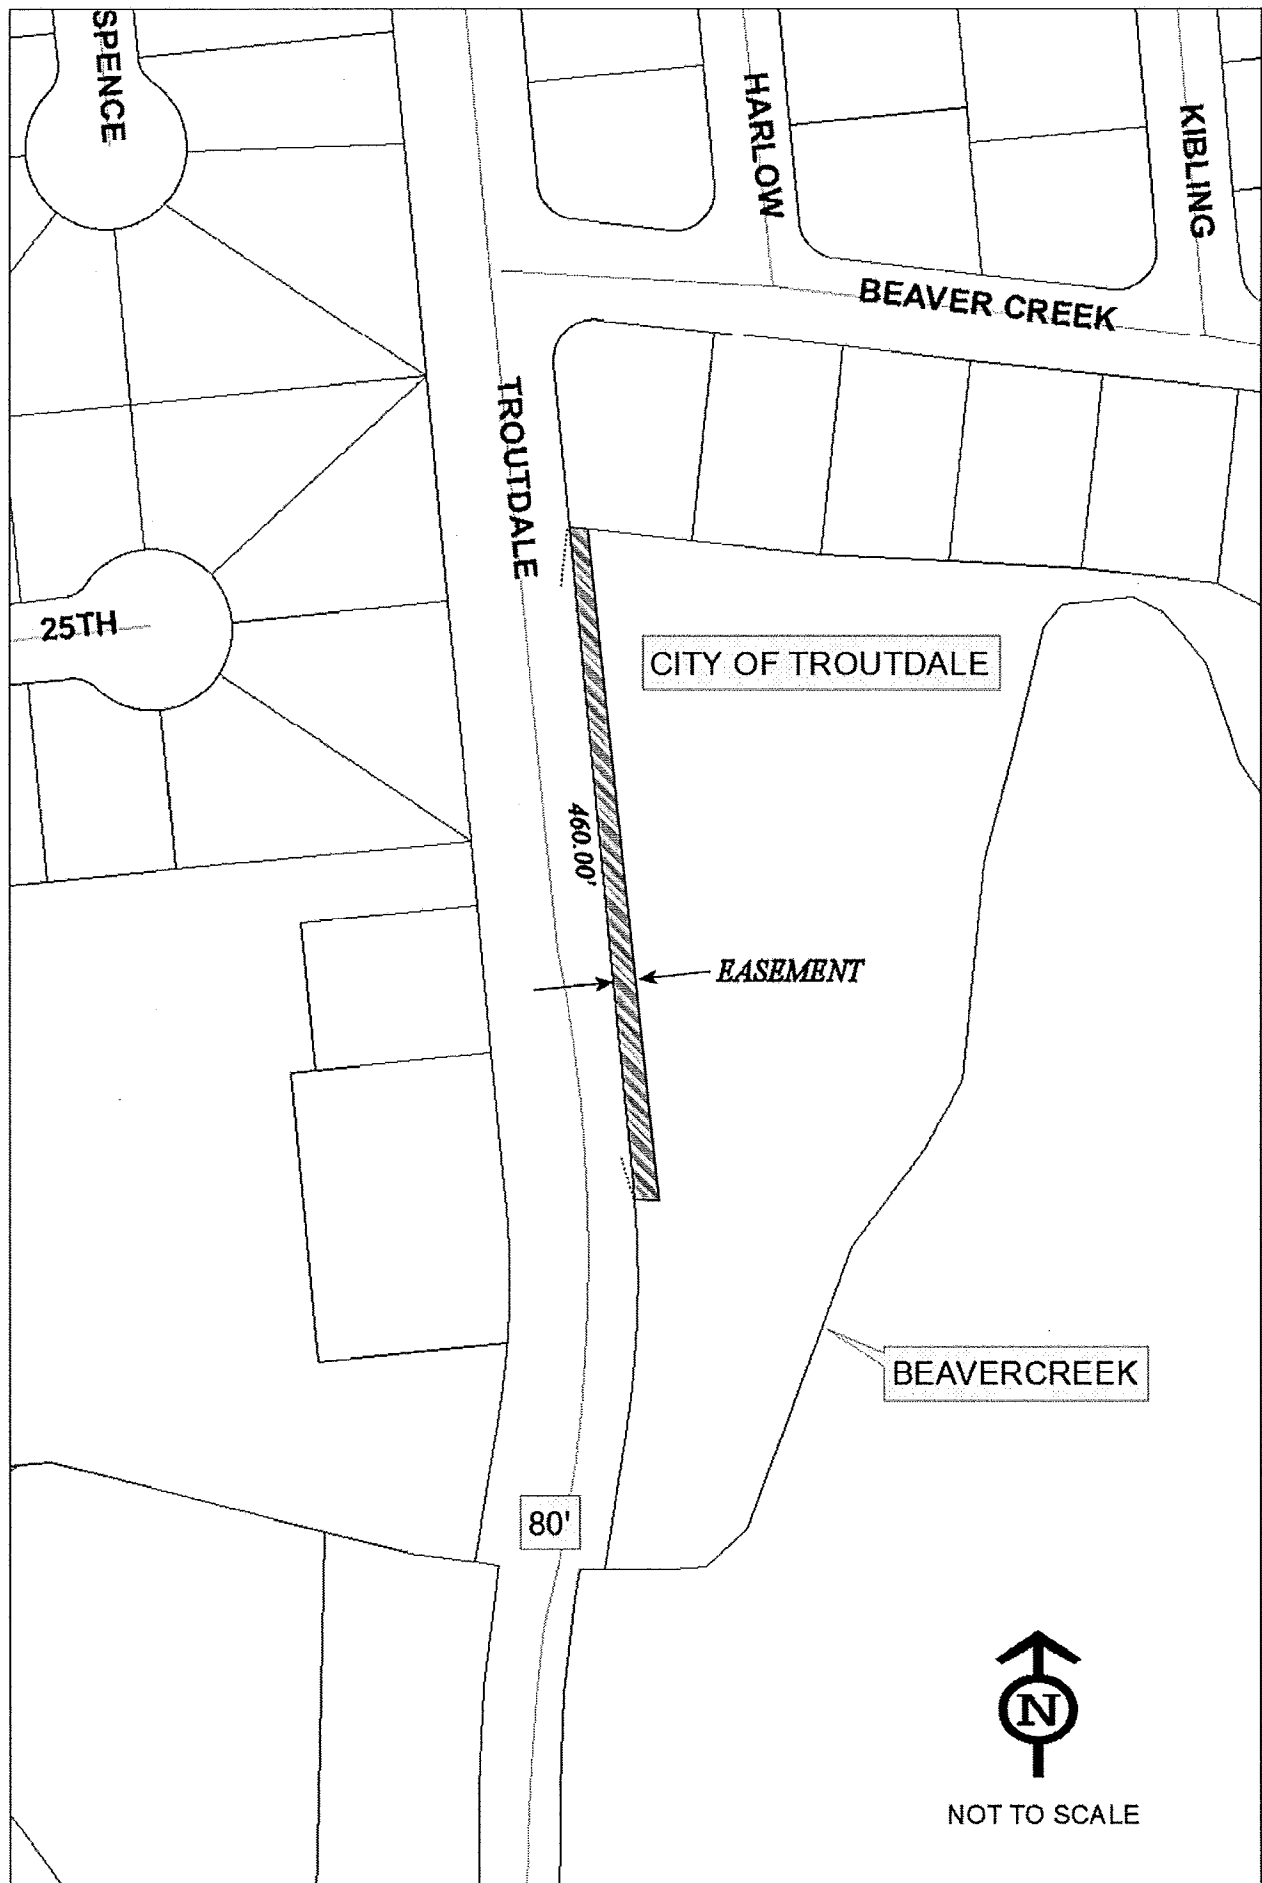 SPENCE
HARLOW
KIBLING
BEAVER CREEK
TROUTDALE
25TH
CITY OF TROUTDALE
460.00'
EASEMENT
BEAVERCREEK
80'
N
NOT TO SCALE